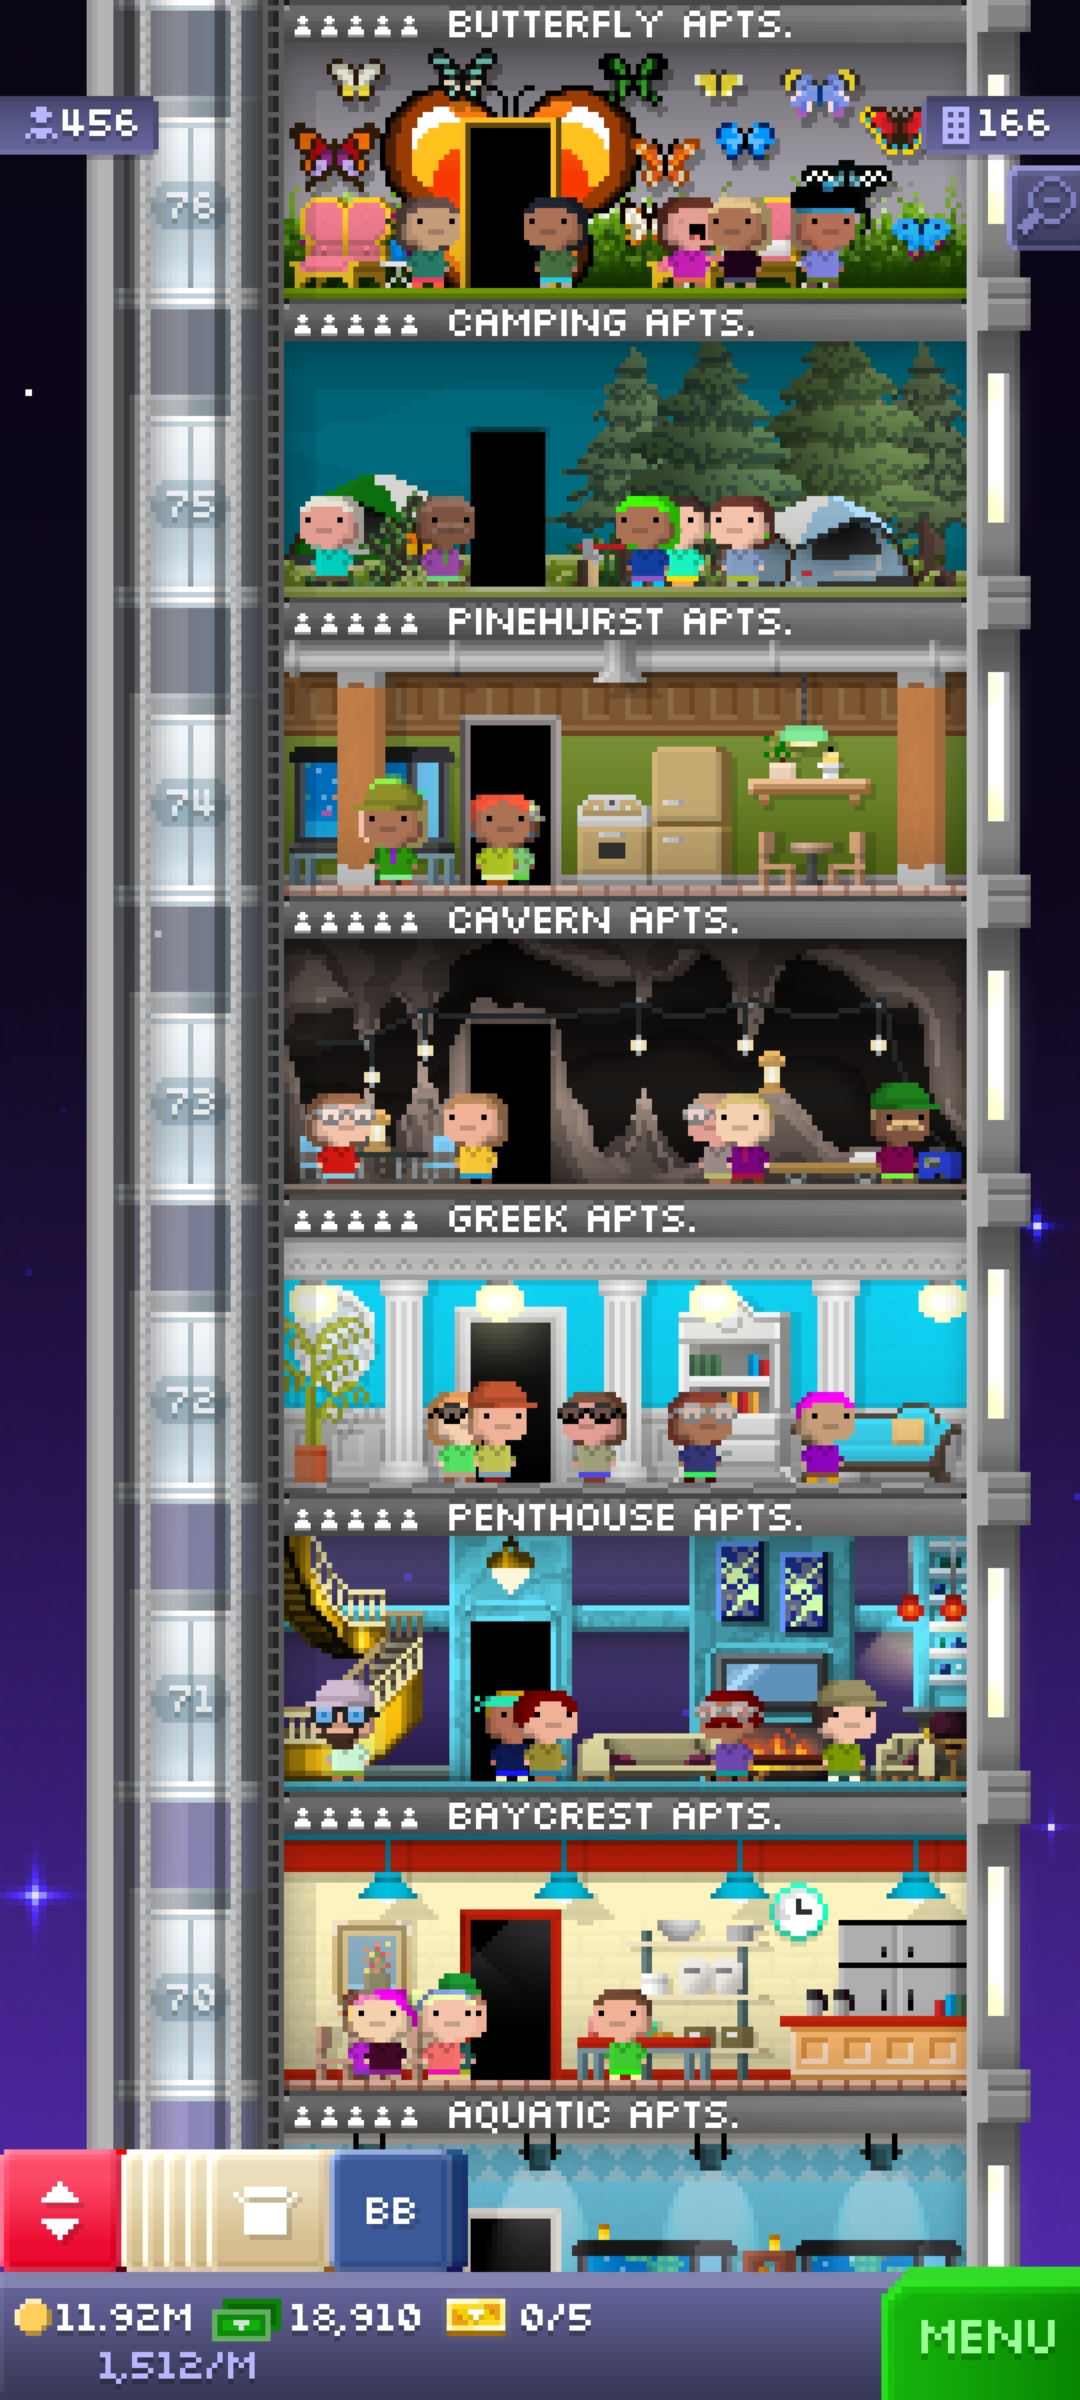 BUTTERFLY APTS.
456
166
76
CAMPING APTS.
75
PINEHURST APTS.
74
CAVERN APTS.
73
GREEK APTS.
72
PENTHOUSE APTS.
71
BAYCREST APTS.
70
AQUATIC APTS.
BB
11.92M 18,910 0/5
1,512/M
MENU